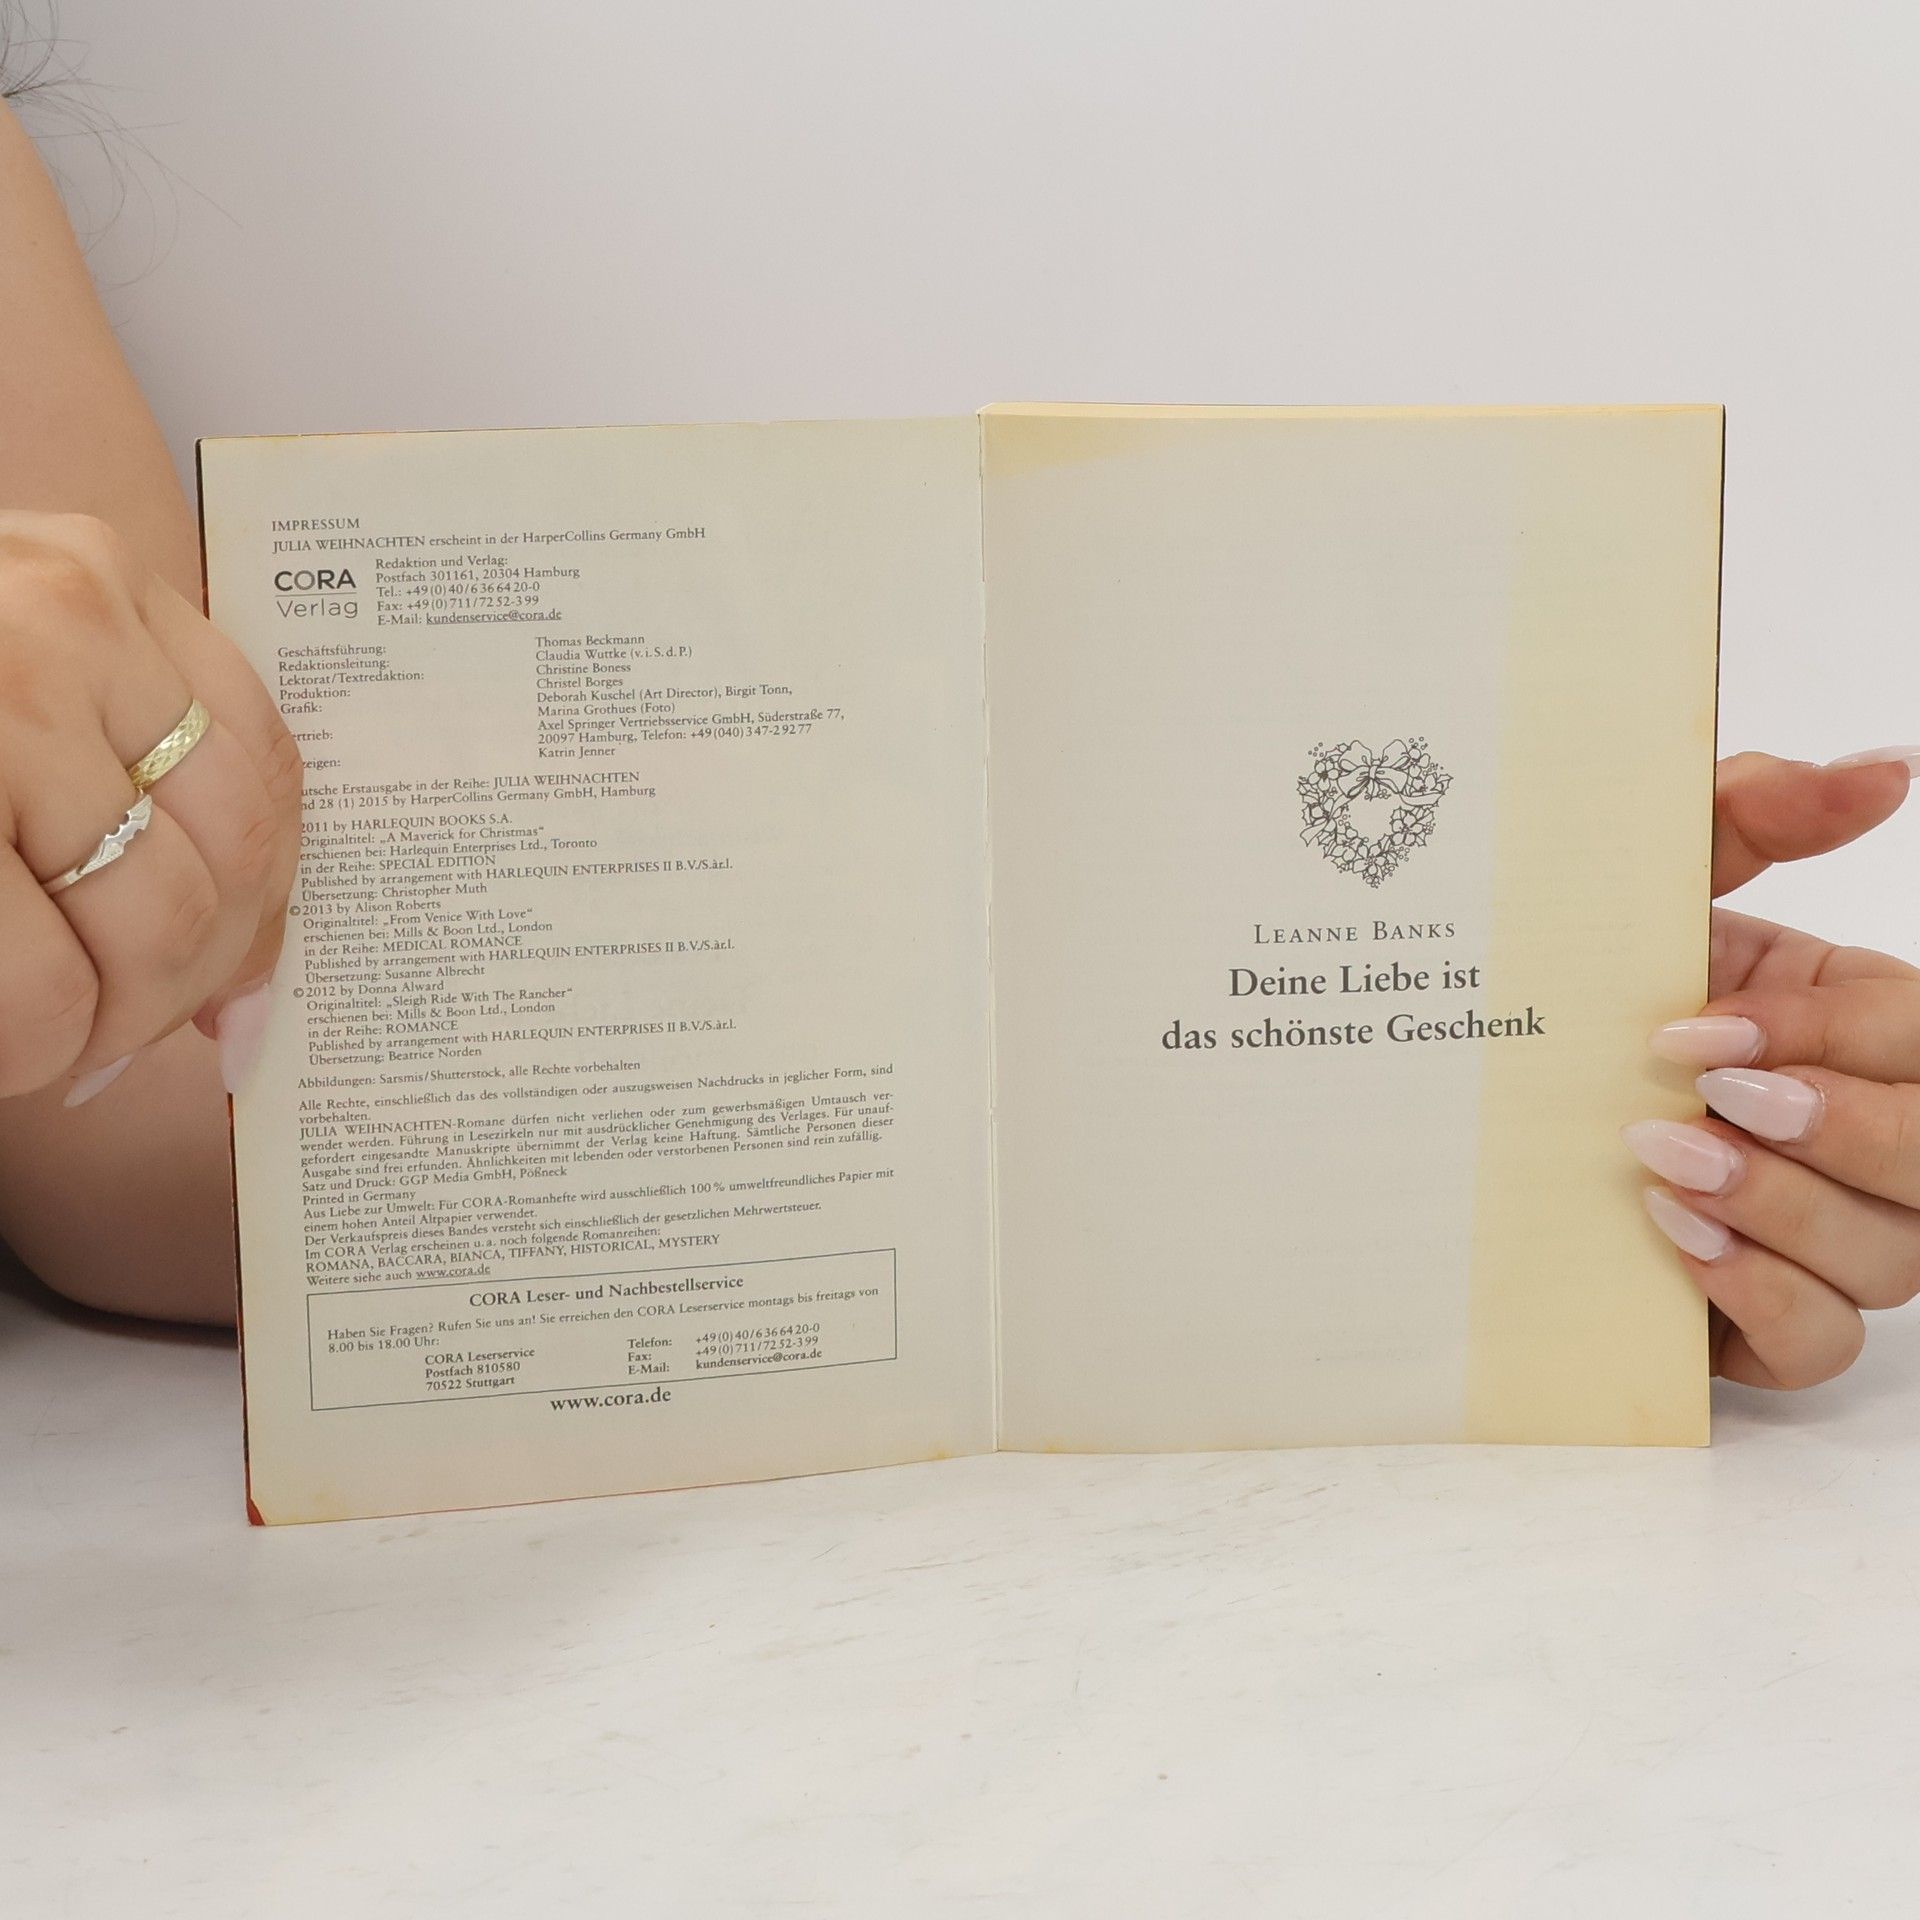 IMPRESSUM
JULIA WEIHNACHTEN erscheint in der HarperCollins Germany GmbH
CORA
Verlag
Redaktion und Verlag:
Postfach 301161, 20304 Hamburg
Tel.: +49(0)40/6366420-0
Fax: +49(0)711/7252-399
E-Mail: kundenservice@cora.de
Geschäftsführung: Thomas Beckmann
Redaktionsleitung: Claudia Wuttke (v.i.S.d.P.)
Lektorat/Textredaktion: Christine Boness
Produktion: Christel Borges
Grafik: Deborah Kuschel (Art Director), Birgit Tonn,
Marina Grothues (Foto)
ertrieb: Axel Springer Vertriebsservice GmbH, Süderstraße 77,
20097 Hamburg, Telefon: +49(040)347-29277
zeigen: Katrin Jenner
utsche Erstausgabe in der Reihe: JULIA WEIHNACHTEN
nd 28 (1) 2015 by HarperCollins Germany GmbH, Hamburg
2011 by HARLEQUIN BOOKS S.A.
Originaltitel: „A Maverick for Christmas“
erschienen bei: Harlequin Enterprises Ltd., Toronto
in der Reihe: SPECIAL EDITION
Published by arrangement with HARLEQUIN ENTERPRISES II B.V./S.àr.l.
Übersetzung: Christopher Muth
©2013 by Alison Roberts
Originaltitel: „From Venice With Love“
erschienen bei: Mills & Boon Ltd., London
in der Reihe: MEDICAL ROMANCE
Published by arrangement with HARLEQUIN ENTERPRISES II B.V./S.àr.l.
Übersetzung: Susanne Albrecht
©2012 by Donna Alward
Originaltitel: „Sleigh Ride With The Rancher“
erschienen bei: Mills & Boon Ltd., London
in der Reihe: ROMANCE
Published by arrangement with HARLEQUIN ENTERPRISES II B.V./S.àr.l.
Übersetzung: Beatrice Norden
Abbildungen: Sarsmis/Shutterstock, alle Rechte vorbehalten
Alle Rechte, einschließlich das des vollständigen oder auszugsweisen Nachdrucks in jeglicher Form, sind
vorbehalten.
JULIA WEIHNACHTEN-Romane dürfen nicht verliehen oder zum gewerbsmäßigen Umtausch ver-
wendet werden. Führung in Lesezirkeln nur mit ausdrücklicher Genehmigung des Verlages. Für unauf-
gefordert eingesandte Manuskripte übernimmt der Verlag keine Haftung. Sämtliche Personen dieser
Ausgabe sind frei erfunden. Ähnlichkeiten mit lebenden oder verstorbenen Personen sind rein zufällig.
Satz und Druck: GGP Media GmbH, Pößneck
Printed in Germany
Aus Liebe zur Umwelt: Für CORA-Romanhefte wird ausschließlich 100% umweltfreundliches Papier mit
einem hohen Anteil Altpapier verwendet.
Der Verkaufspreis dieses Bandes versteht sich einschließlich der gesetzlichen Mehrwertsteuer.
Im CORA Verlag erscheinen u.a. noch folgende Romanreihen:
ROMANA, BACCARA, BIANCA, TIFFANY, HISTORICAL, MYSTERY
Weitere siehe auch www.cora.de
CORA Leser- und Nachbestellservice
Haben Sie Fragen? Rufen Sie uns an! Sie erreichen den CORA Leserservice montags bis freitags von
8.00 bis 18.00 Uhr:
CORA Leserservice
Postfach 810580
70522 Stuttgart
Telefon: +49(0)40/6366420-0
Fax: +49(0)711/7252-399
E-Mail: kundenservice@cora.de
www.cora.de
LEANNE BANKS
Deine Liebe ist
das schönste Geschenk